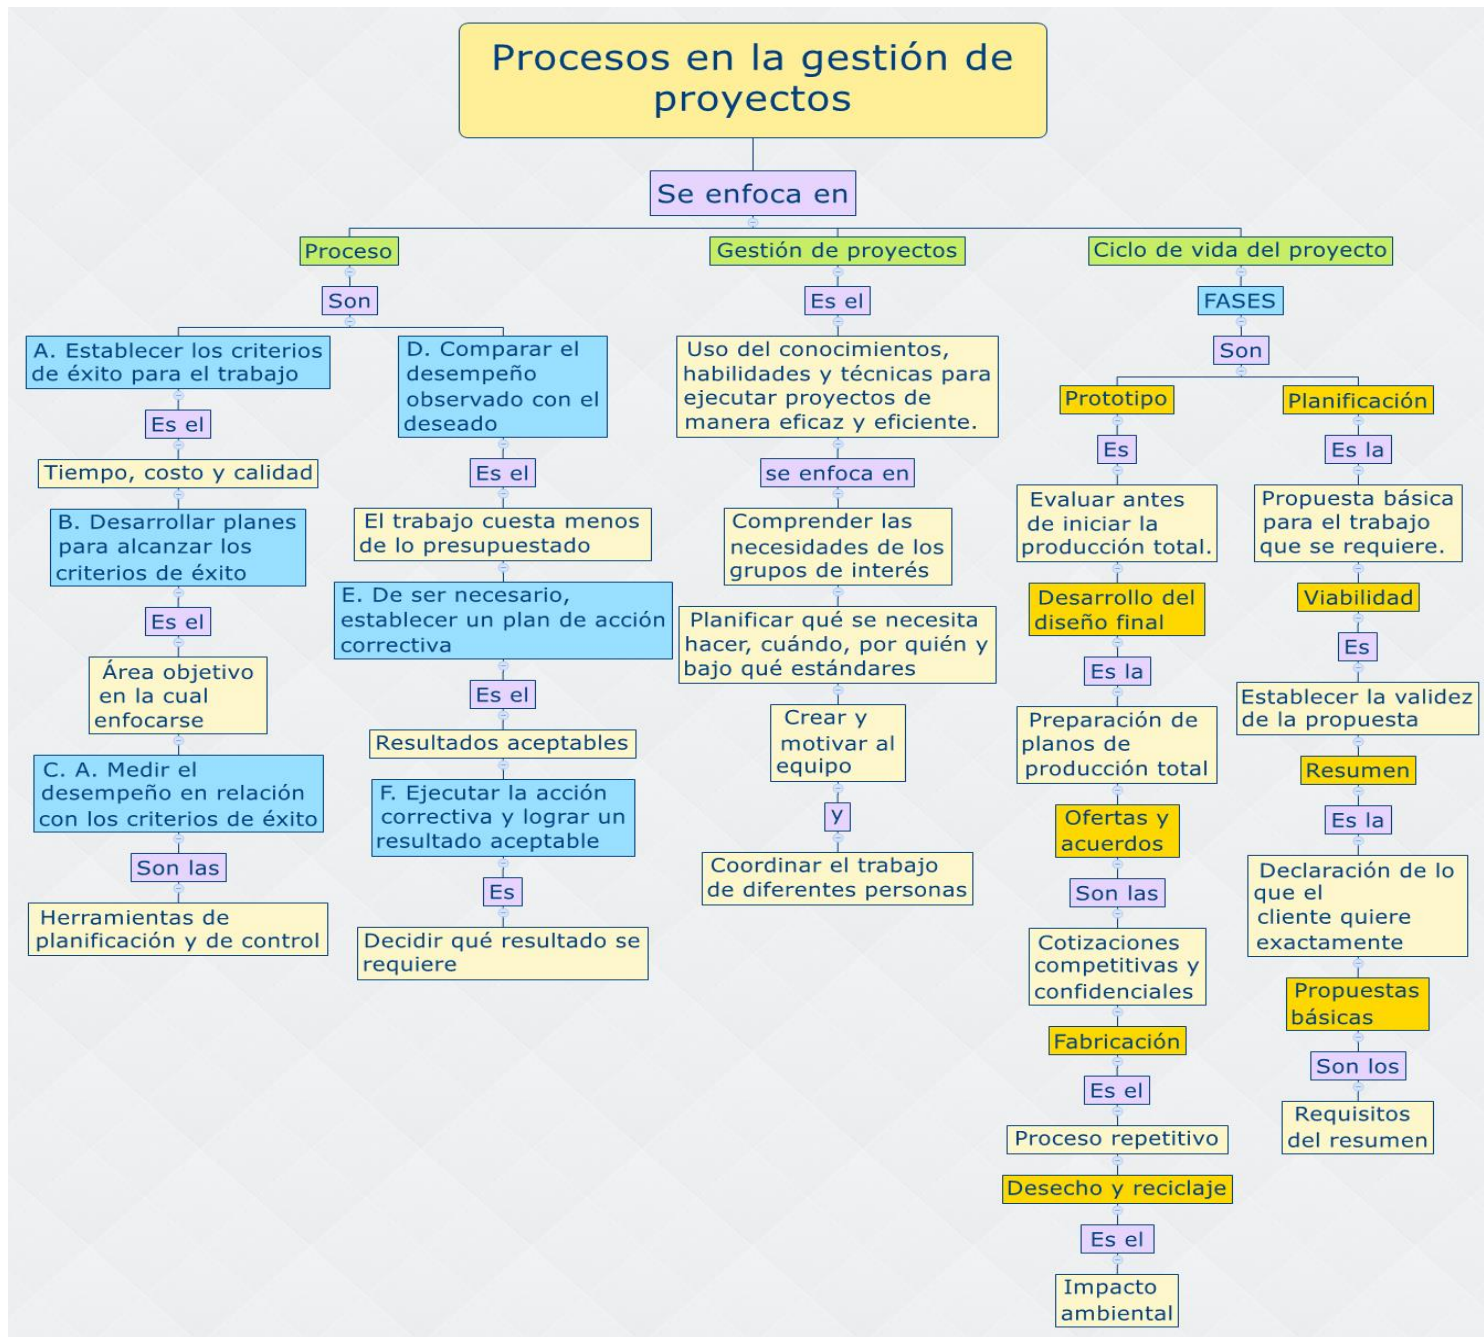 Procesos en la gestión de
proyectos
Se enfoca en
Proceso
Son
A. Establecer los criterios
de éxito para el trabajo
Es el
Tiempo, costo y calidad
B. Desarrollar planes
para alcanzar los
criterios de éxito
Es el
Área objetivo
en la cual
enfocarse
C. A. Medir el
desempeño en relación
con los criterios de éxito
Son las
Herramientas de
planificación y de control
D. Comparar el
desempeño
observado con el
deseado
Es el
El trabajo cuesta menos
de lo presupuestado
E. De ser necesario,
establecer un plan de acción
correctiva
Es el
Resultados aceptables
F. Ejecutar la acción
correctiva y lograr un
resultado aceptable
Es
Decidir qué resultado se
requiere
Gestión de proyectos
Es el
Uso del conocimientos,
habilidades y técnicas para
ejecutar proyectos de
manera eficaz y eficiente.
se enfoca en
Comprender las
necesidades de los
grupos de interés
Planificar qué se necesita
hacer, cuándo, por quién y
bajo qué estándares
Crear y
motivar al
equipo
y
Coordinar el trabajo
de diferentes personas
Ciclo de vida del proyecto
FASES
Son
Prototipo
Es
Evaluar antes
de iniciar la
producción total.
Desarrollo del
diseño final
Es la
Preparación de
planos de
producción total
Ofertas y
acuerdos
Son las
Cotizaciones
competitivas y
confidenciales
Fabricación
Es el
Proceso repetitivo
Desecho y reciclaje
Es el
Impacto
ambiental
Planificación
Es la
Propuesta básica
para el trabajo
que se requiere.
Viabilidad
Es
Establecer la validez
de la propuesta
Resumen
Es la
Declaración de lo
que el
cliente quiere
exactamente
Propuestas
básicas
Son los
Requisitos
del resumen